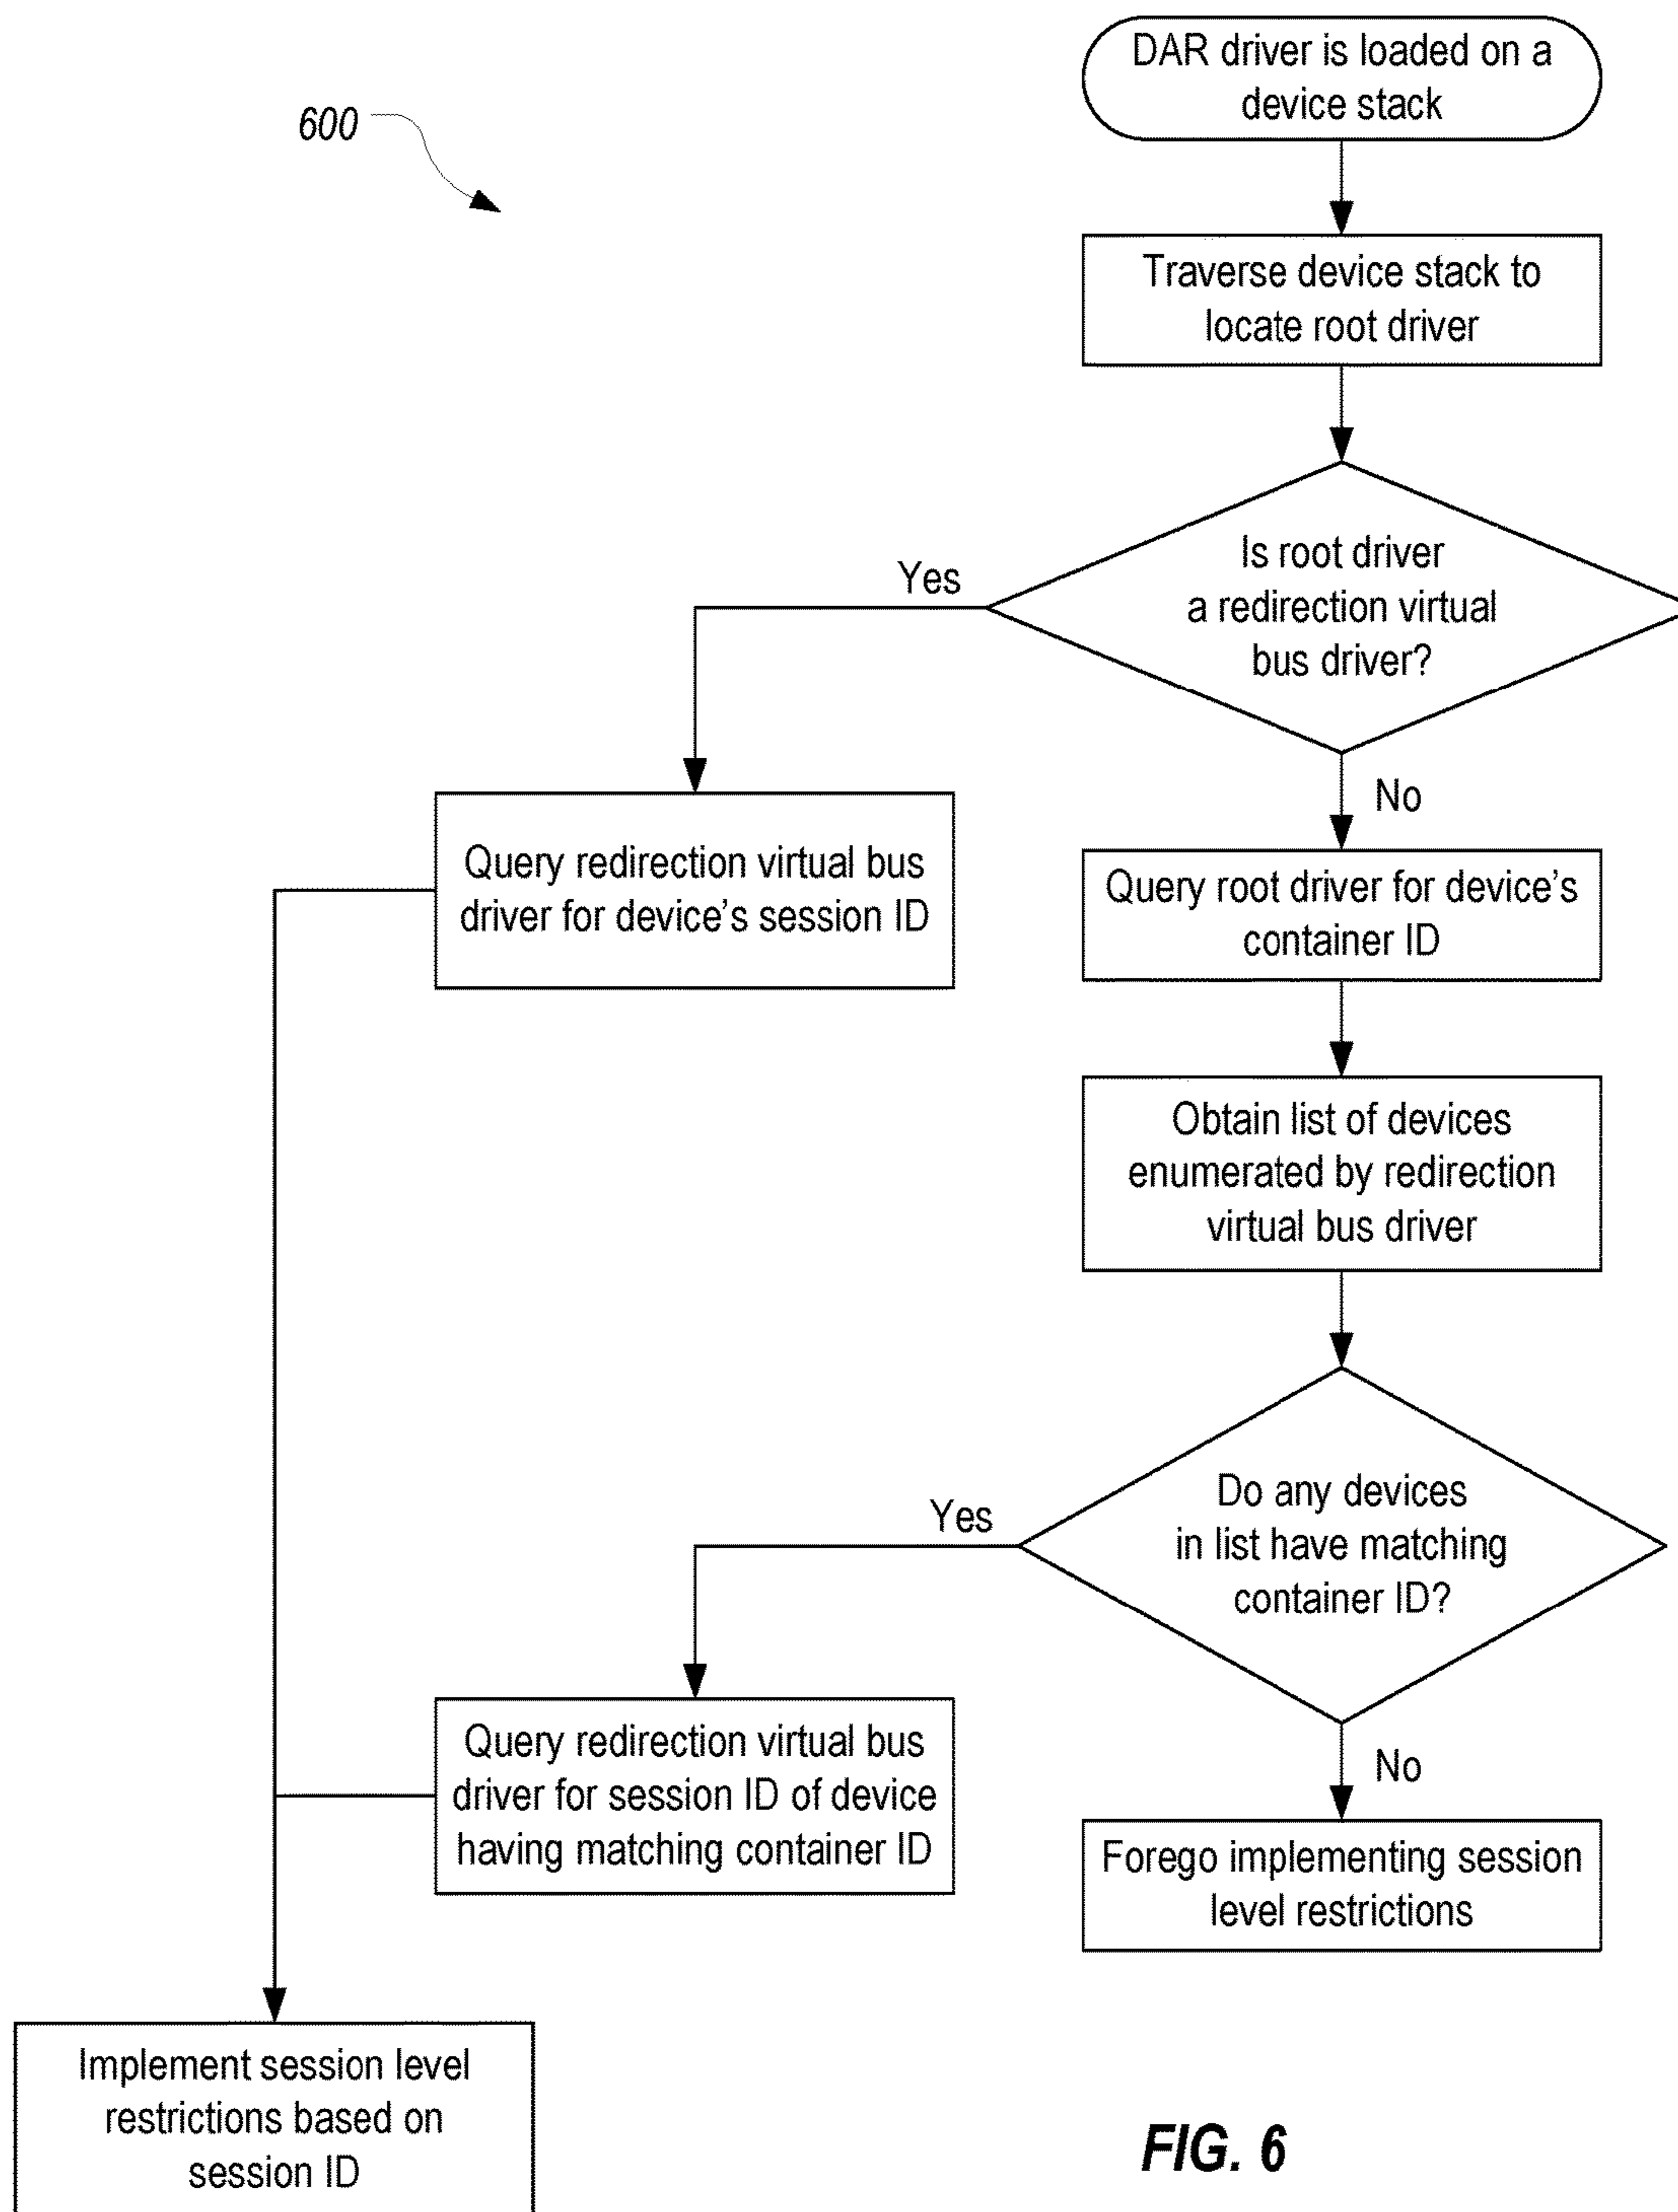 600
DAR driver is loaded on a
device stack
Traverse device stack to
locate root driver
Is root driver
a redirection virtual
bus driver?
Yes
No
Query redirection virtual bus
driver for device's session ID
Query root driver for device's
container ID
Obtain list of devices
enumerated by redirection
virtual bus driver
Do any devices
in list have matching
container ID?
Yes
No
Query redirection virtual bus
driver for session ID of device
having matching container ID
Forego implementing session
level restrictions
Implement session level
restrictions based on
session ID
FIG. 6